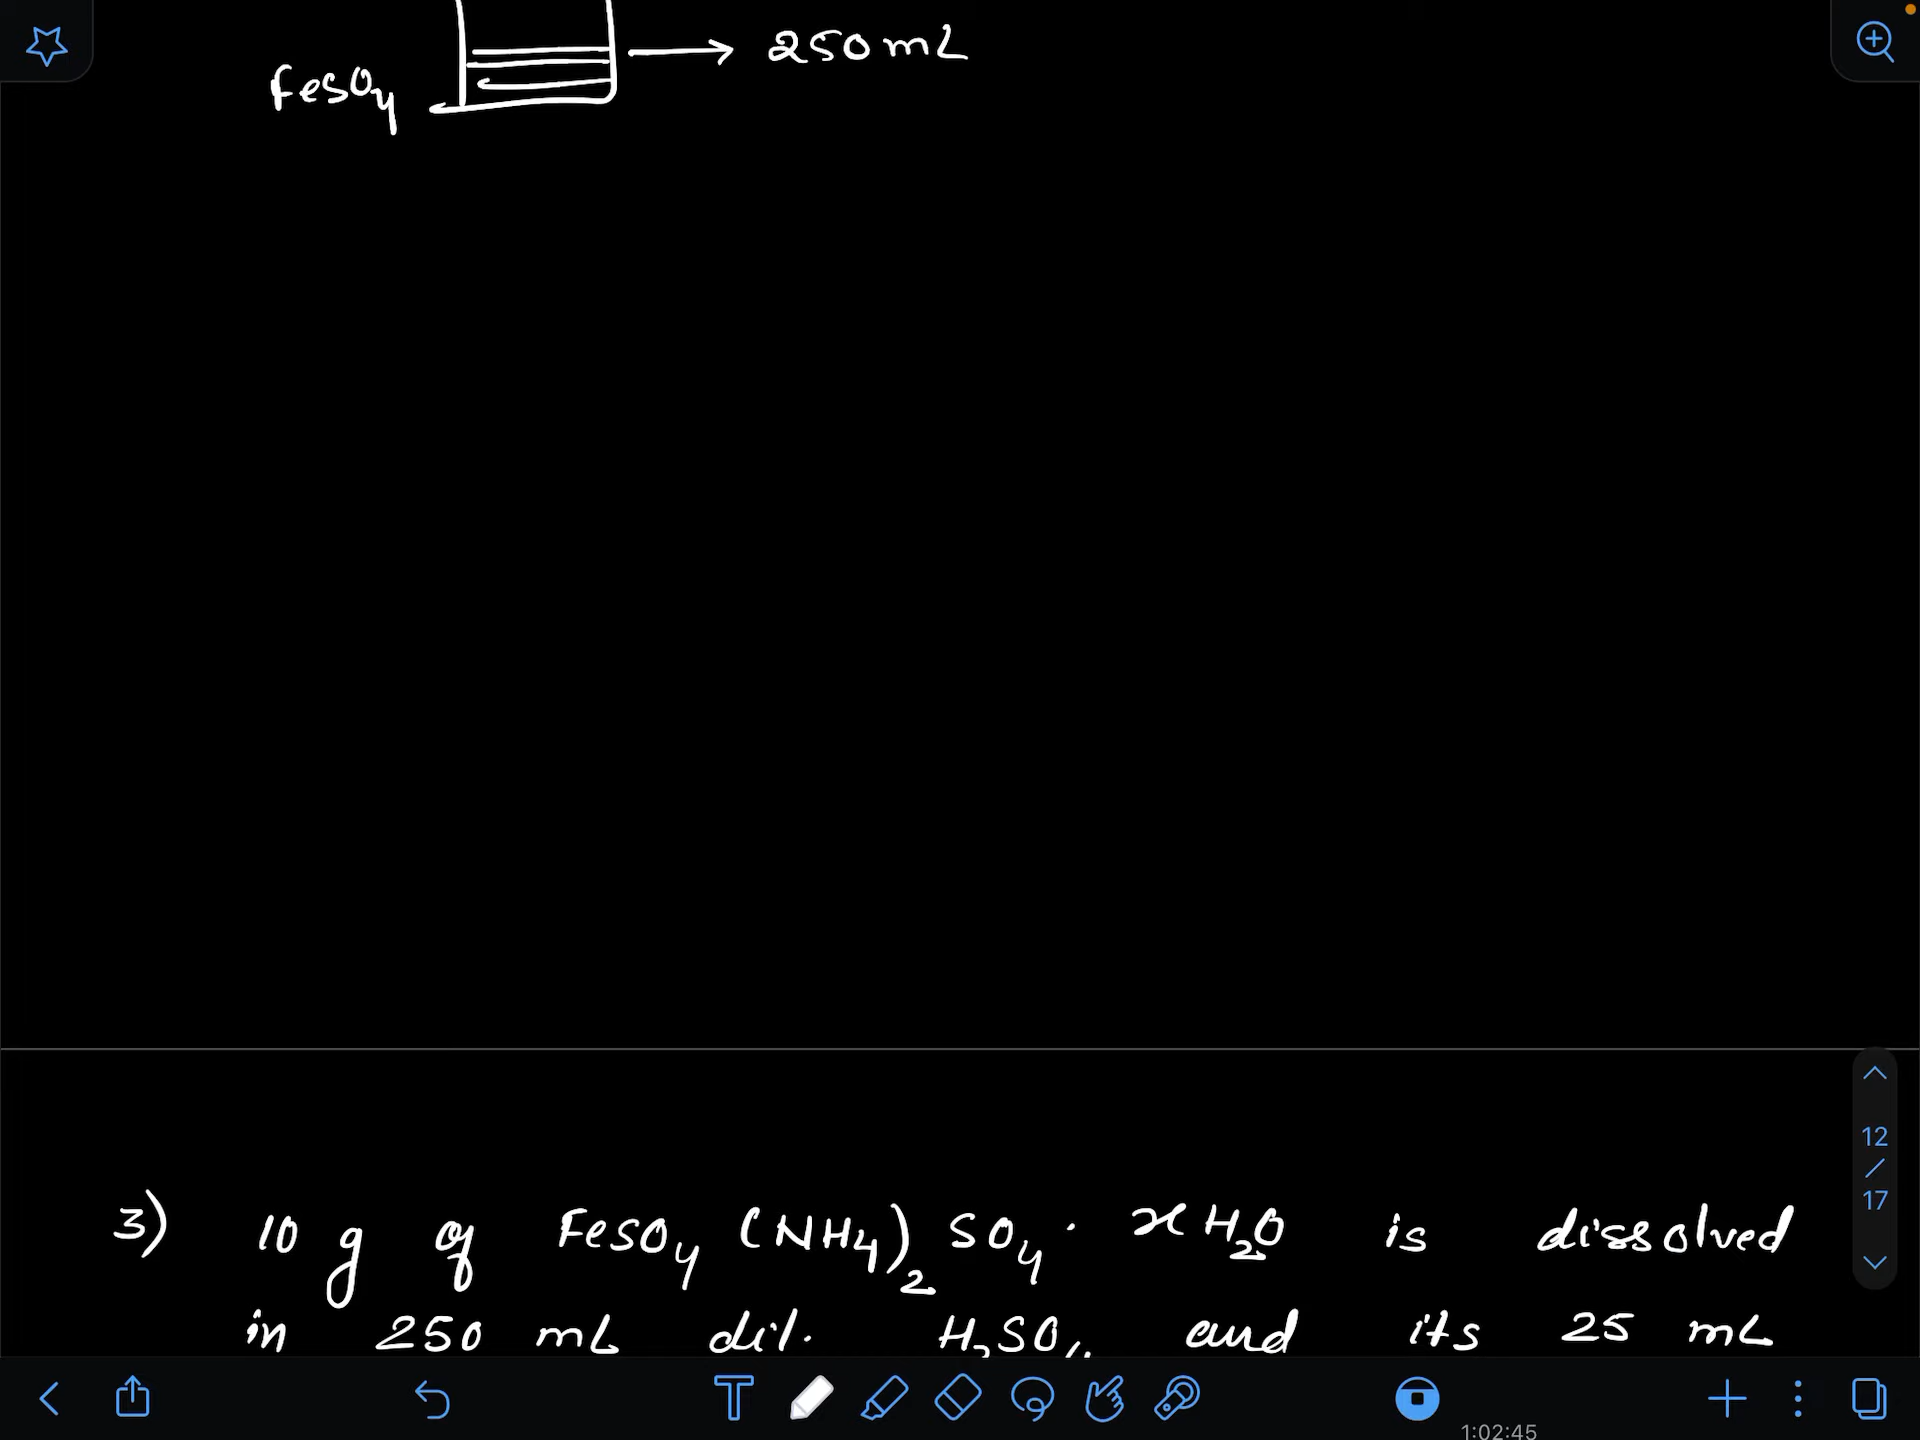 250 mL
FeSO4
12
/
17
3) 10 g of FeSO4 (NH4)2 SO4 · xH2O is dissolved
in 250 mL dil. H2SO4 and its 25 mL
T
1:02:45